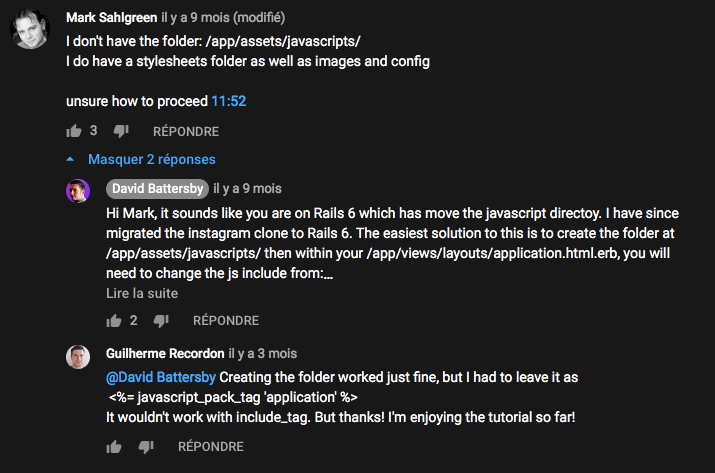 Mark Sahlgreen il y a 9 mois (modifié)
I don't have the folder: /app/assets/javascripts/
I do have a stylesheets folder as well as images and config
unsure how to proceed 11:52
3 RÉPONDRE
Masquer 2 réponses
David Battersby il y a 9 mois
Hi Mark, it sounds like you are on Rails 6 which has move the javascript directoy. I have since
migrated the instagram clone to Rails 6. The easiest solution to this is to create the folder at
/app/assets/javascripts/ then within your /app/views/layouts/application.html.erb, you will
need to change the js include from:...
Lire la suite
2 RÉPONDRE
Guilherme Recordon il y a 3 mois
@David Battersby Creating the folder worked just fine, but I had to leave it as
<%= javascript_pack_tag 'application' %>
It wouldn't work with include_tag. But thanks! I'm enjoying the tutorial so far!
RÉPONDRE